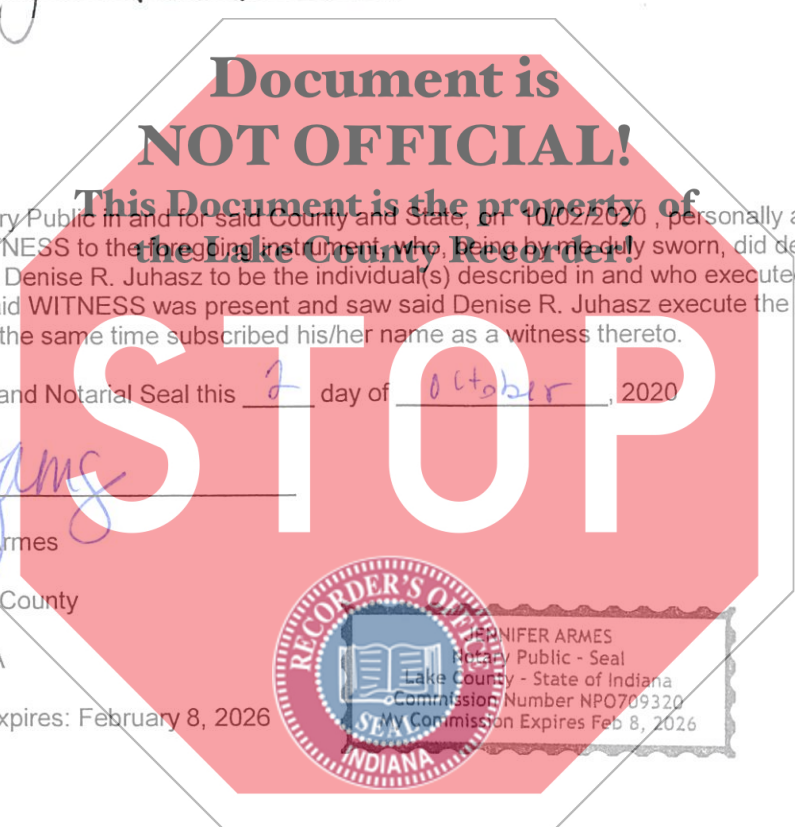 Document is
NOT OFFICIAL!
This Document is the property of
the Lake County Recorder!
ry Public in and for said County and State, on 10/02/2020 , personally a
NESS to the foregoing instrument, who, being by me duly sworn, did de
Denise R. Juhasz to be the individual(s) described in and who execute
id WITNESS was present and saw said Denise R. Juhasz execute the
the same time subscribed his/her name as a witness thereto.
STOP
and Notarial Seal this 2 day of October, 2020
rmes
County
xpires: February 8, 2026
RECORDER'S OFFICE
SEAL
INDIANA
JENNIFER ARMES
Notary Public - Seal
Lake County - State of Indiana
Commission Number NP0709320
My Commission Expires Feb 8, 2026